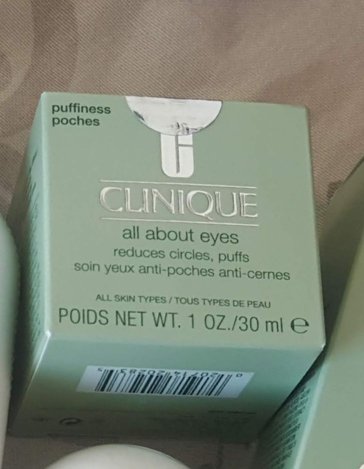 puffiness
poches
CLINIQUE
all about eyes
reduces circles, puffs
soin yeux anti-poches anti-cernes
ALL SKIN TYPES / TOUS TYPES DE PEAU
POIDS NET WT. 1 OZ./30 ml ℮